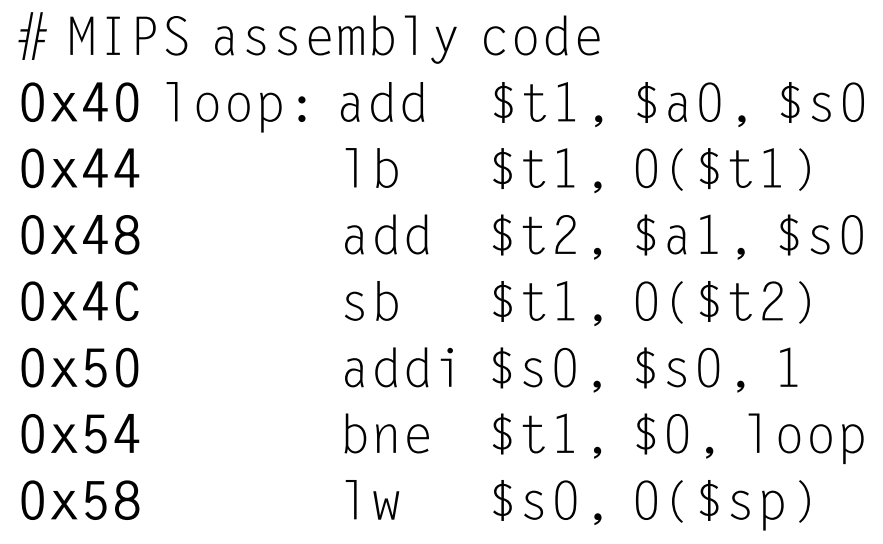 # MIPS assembly code
0x40 loop: add $t1, $a0, $s0
0x44 lb $t1, 0($t1)
0x48 add $t2, $a1, $s0
0x4C sb $t1, 0($t2)
0x50 addi $s0, $s0, 1
0x54 bne $t1, $0, loop
0x58 lw $s0, 0($sp)